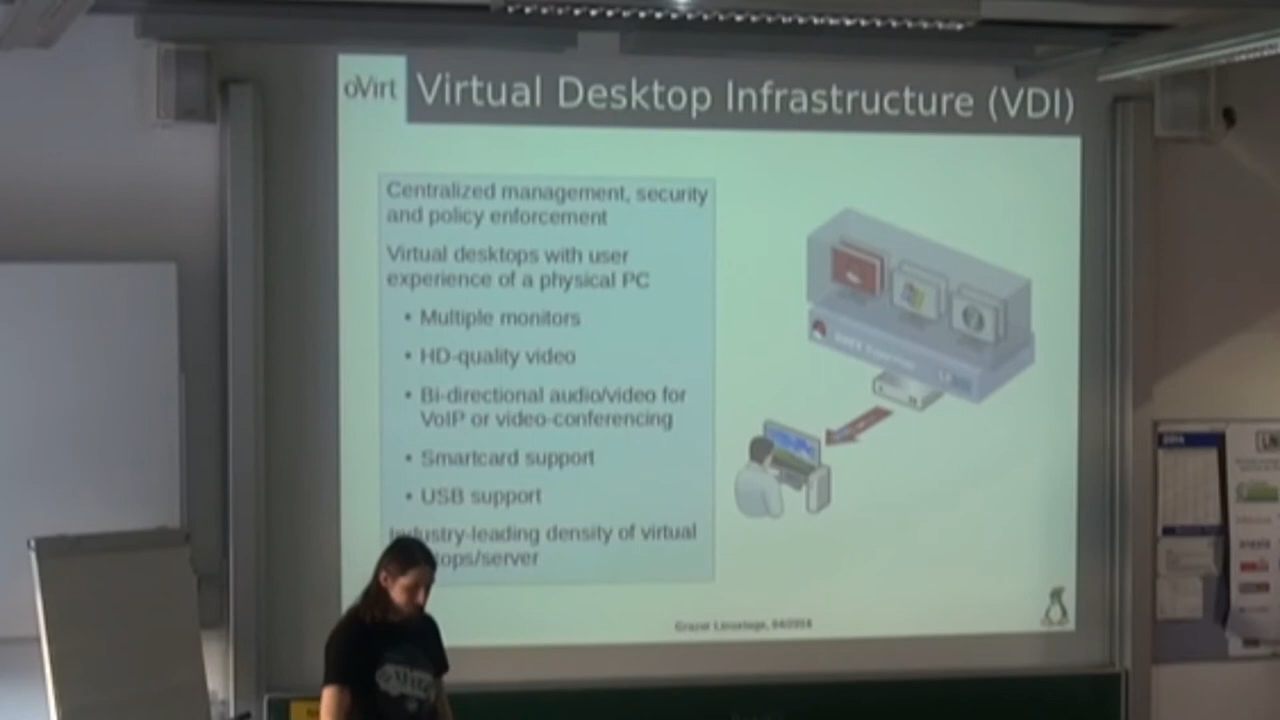 oVirt
Virtual Desktop Infrastructure (VDI)
Centralized management, security
and policy enforcement
Virtual desktops with user
experience of a physical PC
• Multiple monitors
• HD-quality video
• Bi-directional audio/video for
VoIP or video-conferencing
• Smartcard support
• USB support
Industry-leading density of virtual
tops/server
Grazer Linuxtage, 04/2014